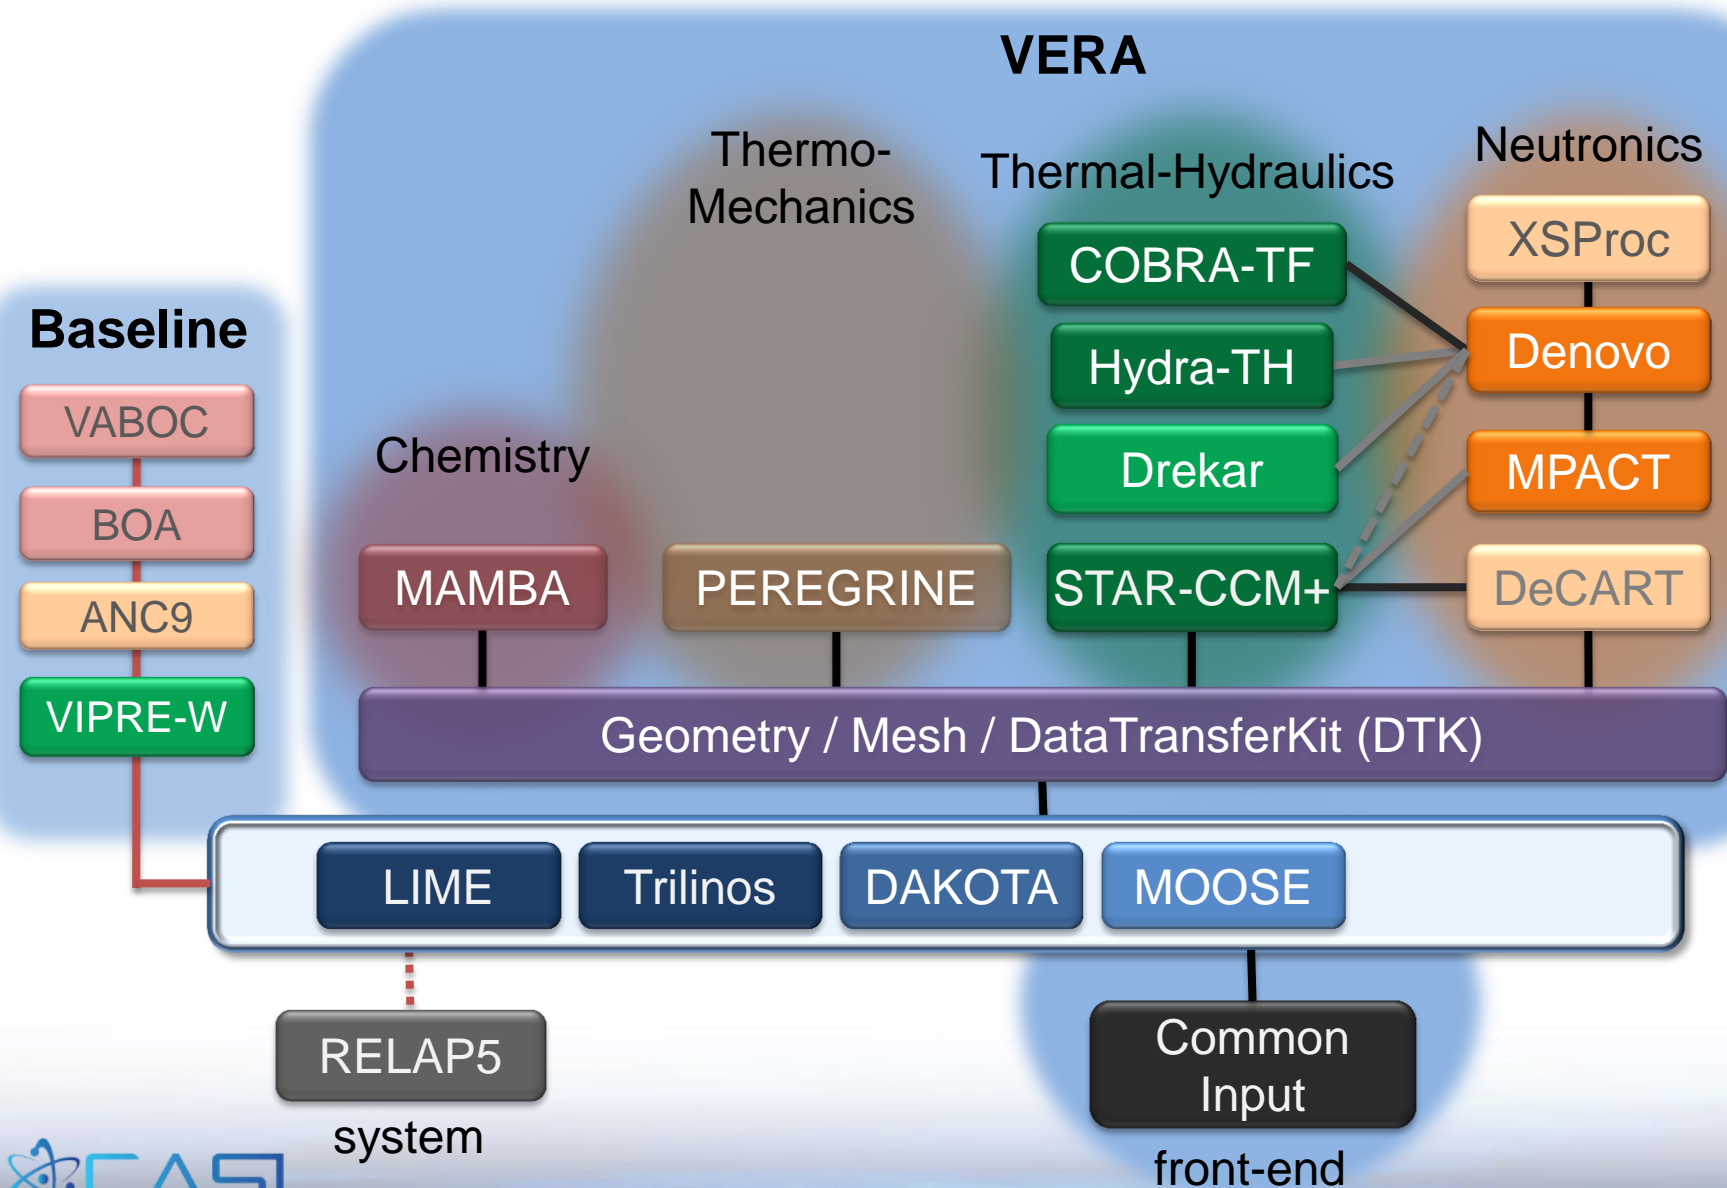 VERA
Thermo-
Mechanics
Thermal-Hydraulics
Neutronics
Chemistry
XSProc
COBRA-TF
Denovo
Hydra-TH
MPACT
Drekar
DeCART
STAR-CCM+
PEREGRINE
MAMBA
Baseline
VABOC
BOA
ANC9
VIPRE-W
Geometry / Mesh / DataTransferKit (DTK)
LIME
Trilinos
DAKOTA
MOOSE
RELAP5
system
Common
Input
front-end